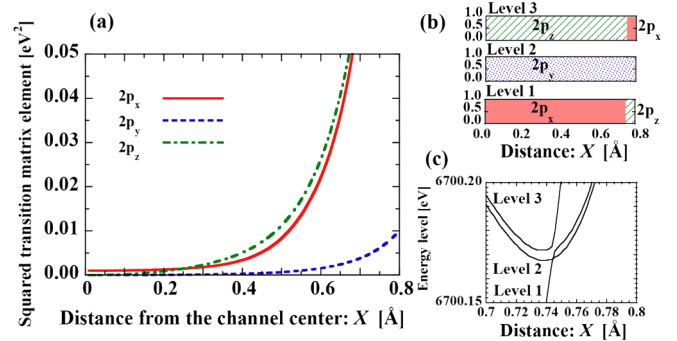 (a)
Squared transition matrix element [eV²]
0.05
0.04
0.03
0.02
0.01
0.00
2pₓ
2p_y
2p_z
0 0.2 0.4 0.6 0.8
Distance from the channel center: X [Å]
(b)
Level 3
1.0
0.5
0.0
2p_z
2pₓ
Level 2
1.0
0.5
0.0
2p_y
Level 1
1.0
0.5
0.0
2pₓ
2p_z
0.0 0.2 0.4 0.6 0.8
Distance: X [Å]
(c)
Energy level [eV]
6700.20
6700.15
Level 3
Level 2
Level 1
0.7 0.72 0.74 0.76 0.78 0.8
Distance: X [Å]